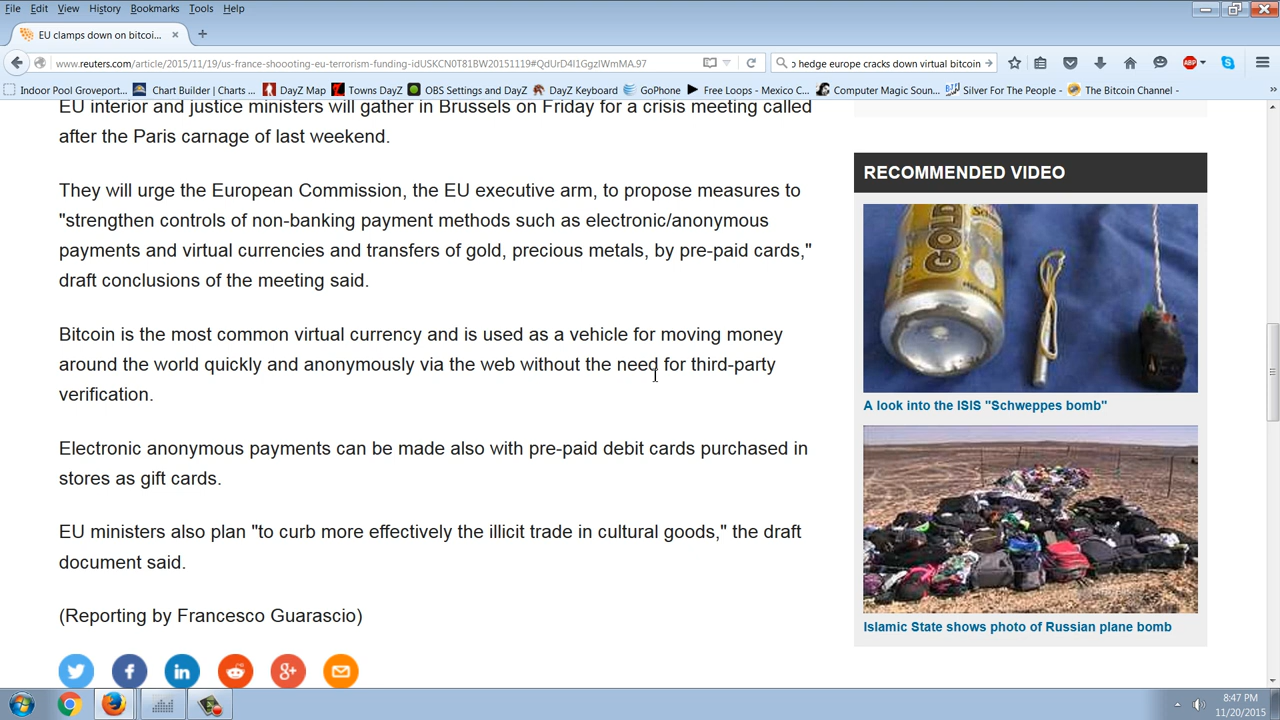 File Edit View History Bookmarks Tools Help
EU clamps down on bitcoi...
www.reuters.com/article/2015/11/19/us-france-shoooting-eu-terrorism-funding-idUSKCN0T81BW20151119#QdUrD4l1GgzlWmMA.97
hedge europe cracks down virtual bitcoin
Indoor Pool Groveport... Chart Builder | Charts ... DayZ Map Towns DayZ OBS Settings and DayZ DayZ Keyboard GoPhone Free Loops - Mexico C... Computer Magic Soun... Silver For The People - The Bitcoin Channel -
EU interior and justice ministers will gather in Brussels on Friday for a crisis meeting called
after the Paris carnage of last weekend.
They will urge the European Commission, the EU executive arm, to propose measures to
"strengthen controls of non-banking payment methods such as electronic/anonymous
payments and virtual currencies and transfers of gold, precious metals, by pre-paid cards,"
draft conclusions of the meeting said.
Bitcoin is the most common virtual currency and is used as a vehicle for moving money
around the world quickly and anonymously via the web without the need for third-party
verification.
Electronic anonymous payments can be made also with pre-paid debit cards purchased in
stores as gift cards.
EU ministers also plan "to curb more effectively the illicit trade in cultural goods," the draft
document said.
(Reporting by Francesco Guarascio)
RECOMMENDED VIDEO
GOLD
A look into the ISIS "Schweppes bomb"
Islamic State shows photo of Russian plane bomb
8:47 PM
11/20/2015